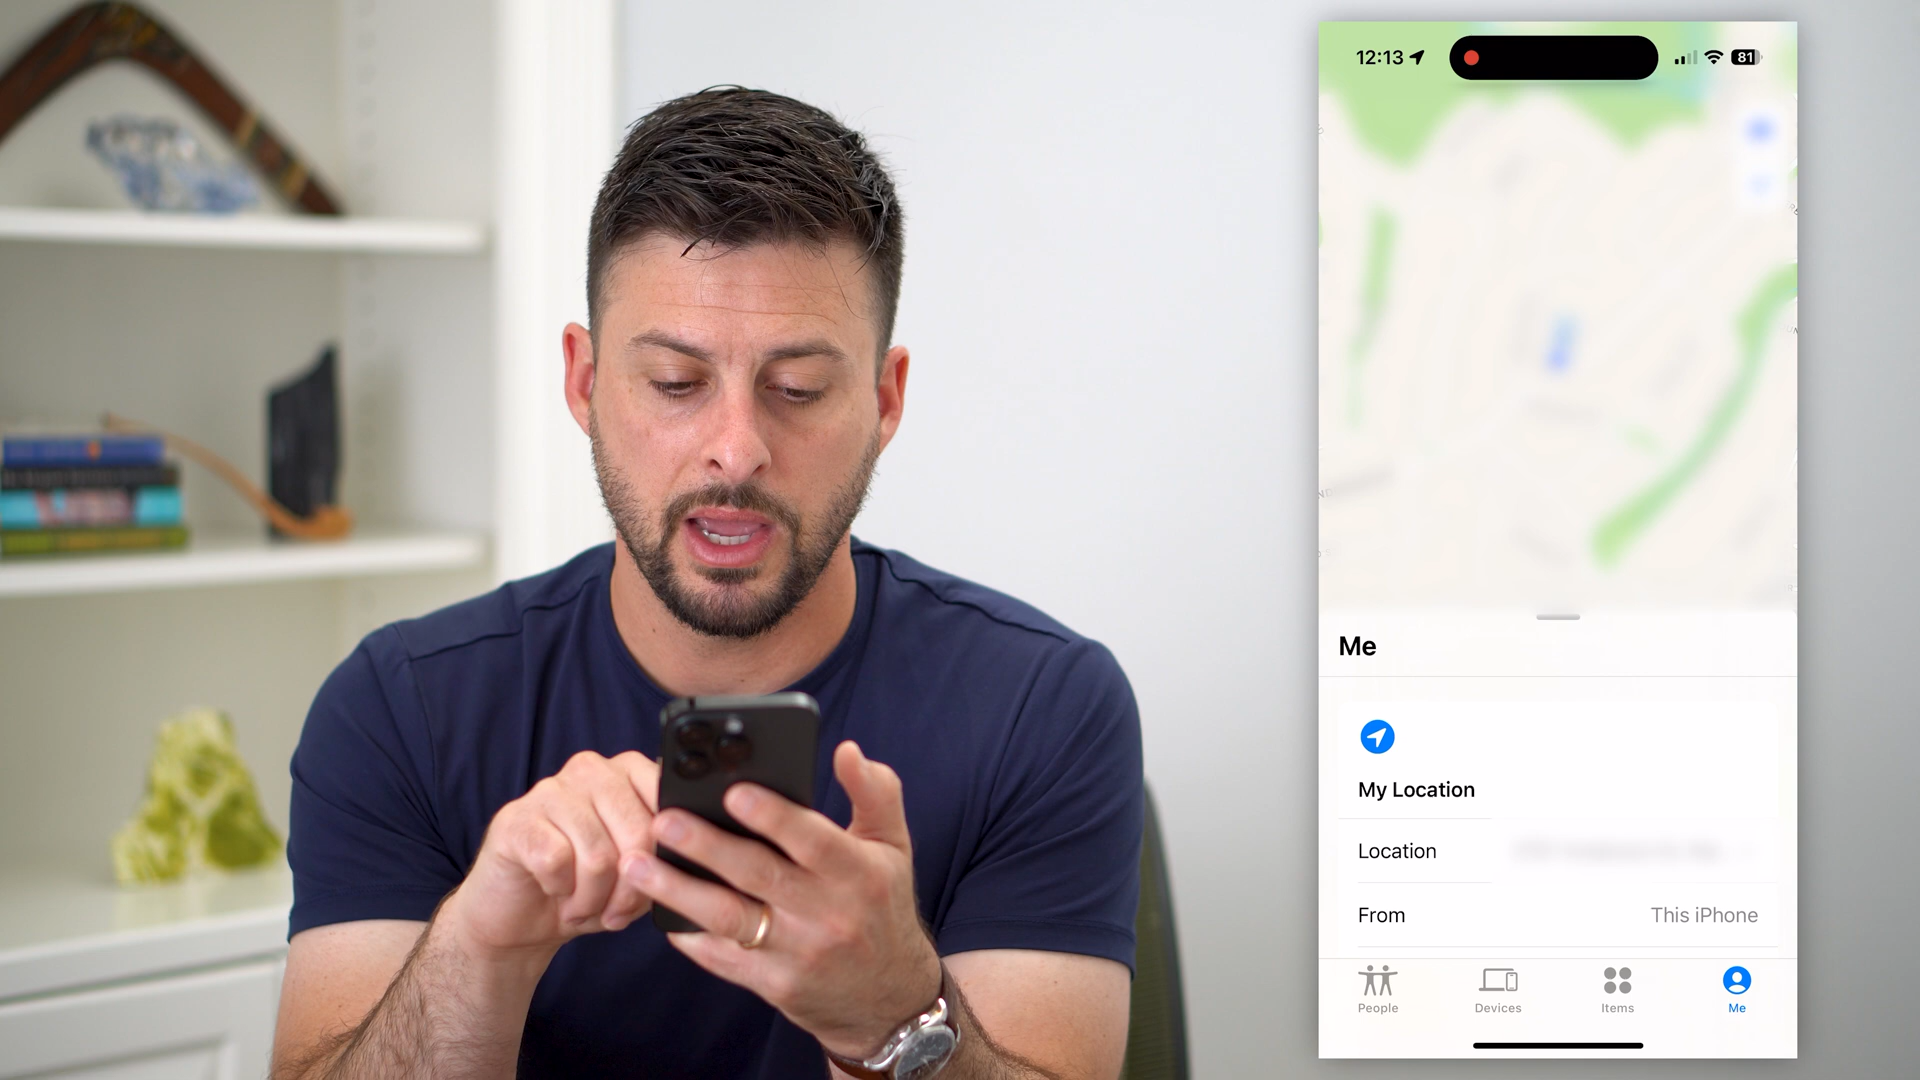 12:13
81
Me
My Location
Location
From
This iPhone
People
Devices
Items
Me